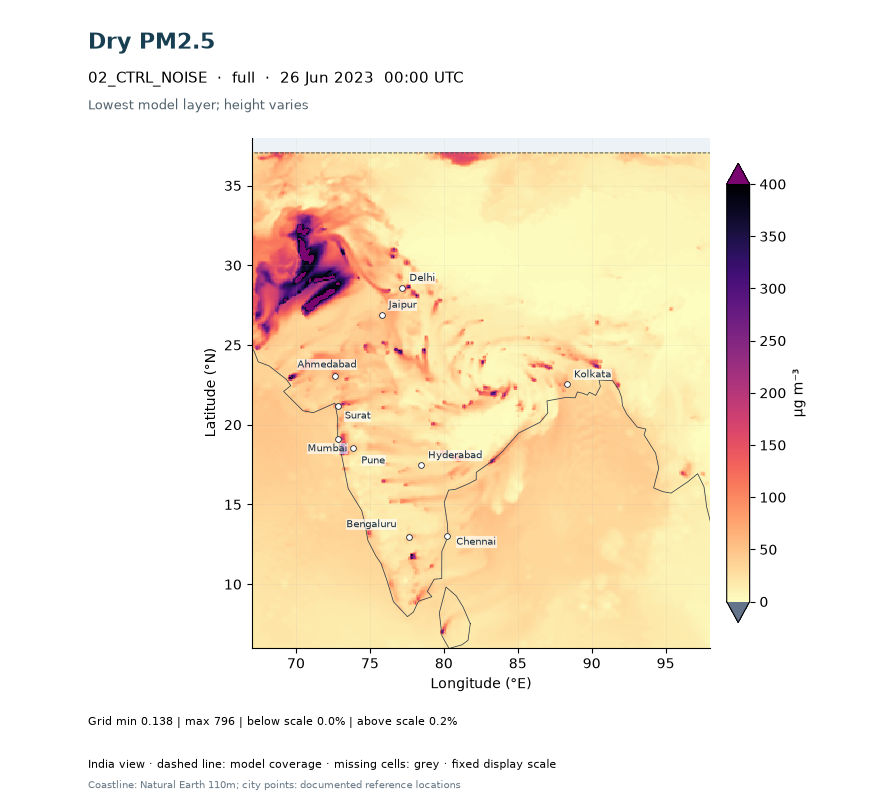 Dry PM2.5
02_CTRL_NOISE · full · 26 Jun 2023 00:00 UTC
Lowest model layer; height varies
35
30
25
20
15
10
Latitude (°N)
Delhi
Jaipur
Ahmedabad
Kolkata
Surat
Mumbai
Pune
Hyderabad
Bengaluru
Chennai
70 75 80 85 90 95
Longitude (°E)
400
350
300
250
200
150
100
50
0
µg m⁻³
Grid min 0.138 | max 796 | below scale 0.0% | above scale 0.2%
India view · dashed line: model coverage · missing cells: grey · fixed display scale
Coastline: Natural Earth 110m; city points: documented reference locations